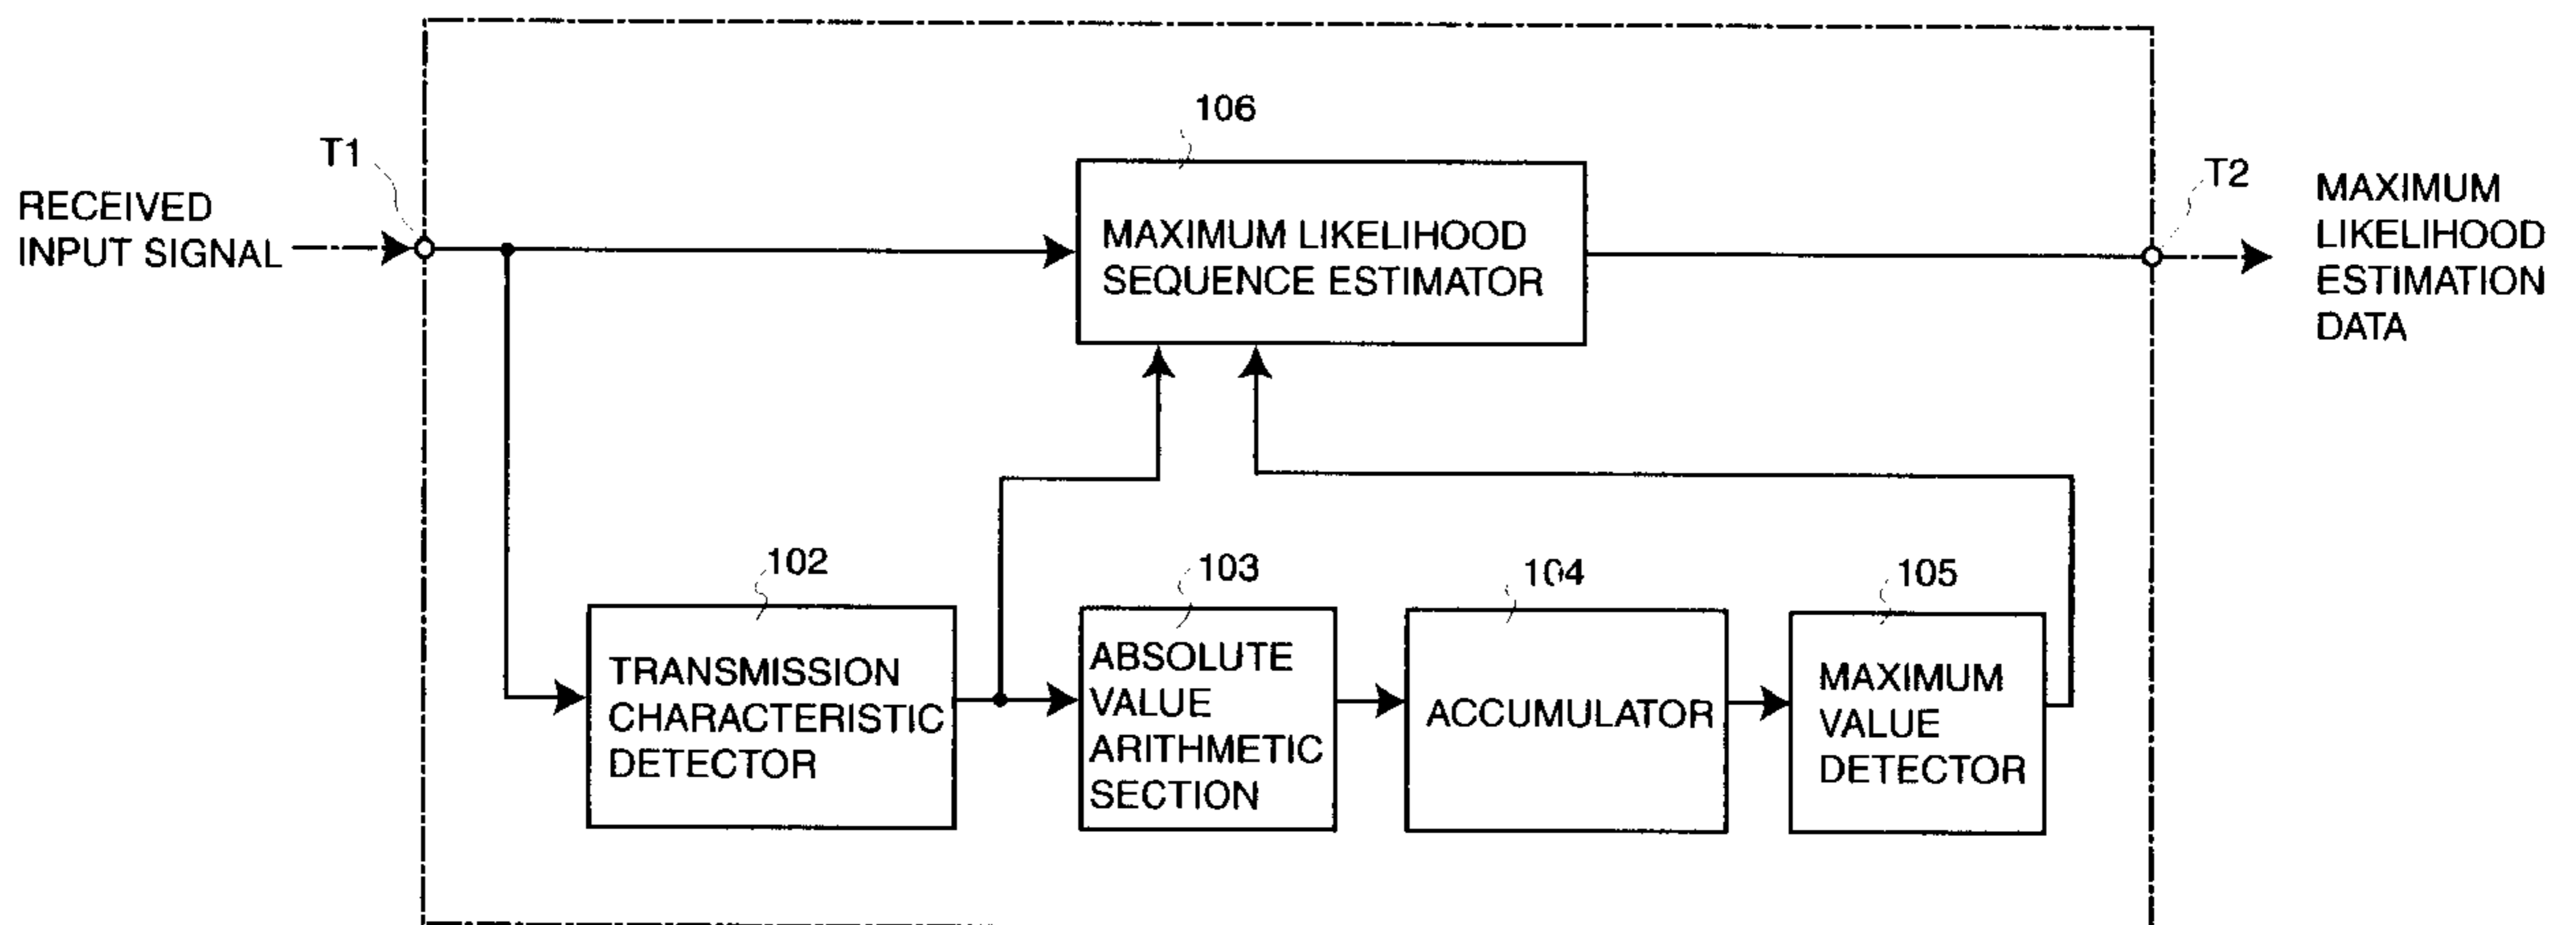 106
T1
RECEIVED
INPUT SIGNAL
MAXIMUM LIKELIHOOD
SEQUENCE ESTIMATOR
T2
MAXIMUM
LIKELIHOOD
ESTIMATION
DATA
102
TRANSMISSION
CHARACTERISTIC
DETECTOR
103
ABSOLUTE
VALUE
ARITHMETIC
SECTION
104
ACCUMULATOR
105
MAXIMUM
VALUE
DETECTOR